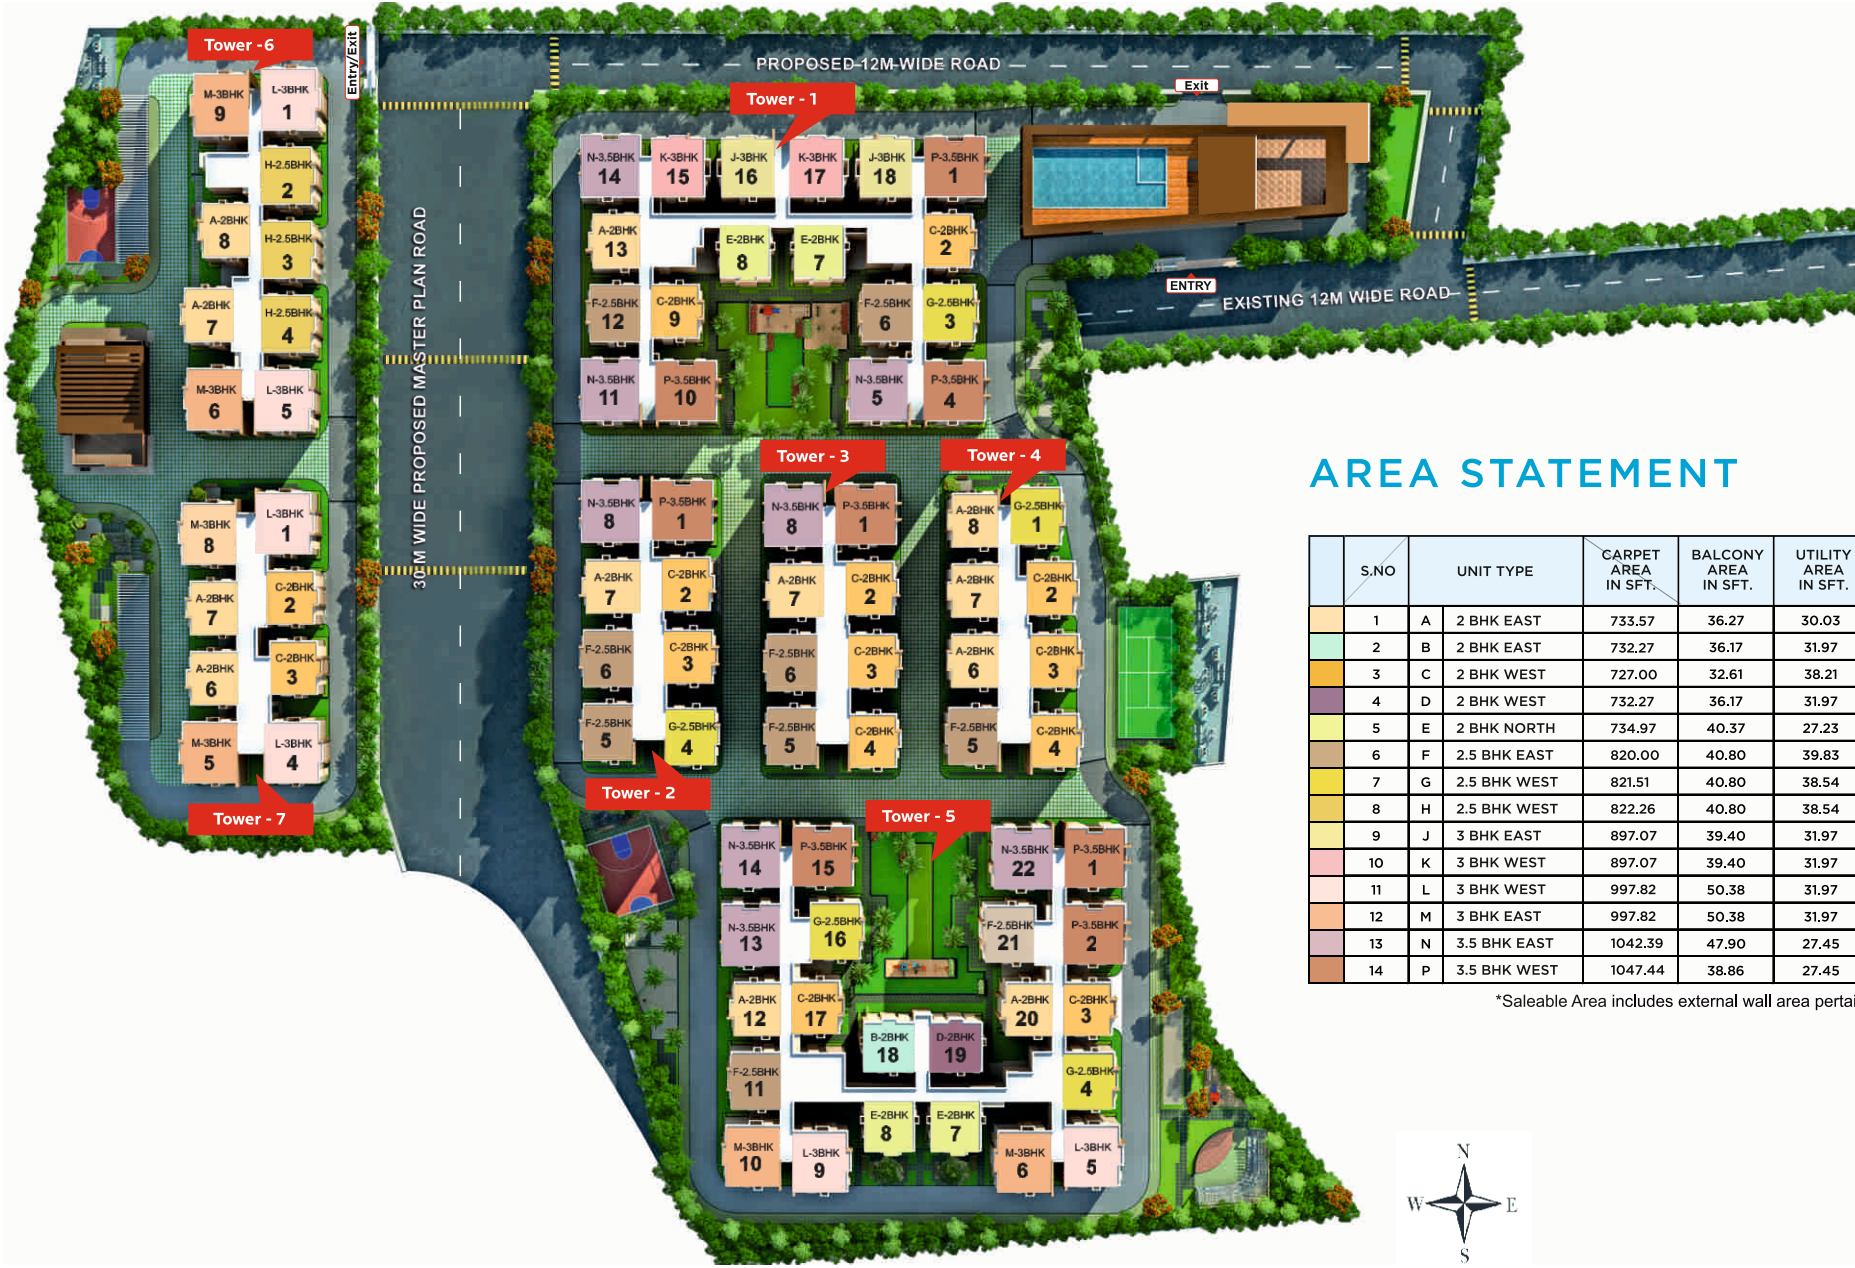 Tower -6
Entry/Exit
M-3BHK
9
L-3BHK
1
H-2.5BHK
2
A-2BHK
8
H-2.5BHK
3
A-2BHK
7
H-2.5BHK
4
M-3BHK
6
L-3BHK
5
M-3BHK
8
L-3BHK
1
A-2BHK
7
C-2BHK
2
A-2BHK
6
C-2BHK
3
M-3BHK
5
L-3BHK
4
Tower - 7
30 M WIDE PROPOSED MASTER PLAN ROAD
PROPOSED 12M WIDE ROAD
Exit
ENTRY
EXISTING 12M WIDE ROAD
Tower - 1
N-3.5BHK
14
K-3BHK
15
J-3BHK
16
K-3BHK
17
J-3BHK
18
P-3.5BHK
1
A-2BHK
13
E-2BHK
8
E-2BHK
7
C-2BHK
2
F-2.5BHK
12
C-2BHK
9
F-2.5BHK
6
G-2.5BHK
3
N-3.5BHK
11
P-3.5BHK
10
N-3.5BHK
5
P-3.5BHK
4
N-3.5BHK
8
P-3.5BHK
1
A-2BHK
7
C-2BHK
2
F-2.5BHK
6
C-2BHK
3
F-2.5BHK
5
G-2.5BHK
4
Tower - 2
Tower - 3
N-3.5BHK
8
P-3.5BHK
1
A-2BHK
7
C-2BHK
2
F-2.5BHK
6
C-2BHK
3
F-2.5BHK
5
C-2BHK
4
Tower - 4
A-2BHK
8
G-2.5BHK
1
A-2BHK
7
C-2BHK
2
A-2BHK
6
C-2BHK
3
F-2.5BHK
5
C-2BHK
4
Tower - 5
N-3.5BHK
14
P-3.5BHK
15
N-3.5BHK
22
P-3.5BHK
1
N-3.5BHK
13
G-2.5BHK
16
F-2.5BHK
21
P-3.5BHK
2
A-2BHK
12
C-2BHK
17
A-2BHK
20
C-2BHK
3
B-2BHK
18
D-2BHK
19
F-2.5BHK
11
G-2.5BHK
4
E-2BHK
8
E-2BHK
7
M-3BHK
10
L-3BHK
9
M-3BHK
6
L-3BHK
5
AREA STATEMENT
S.NO UNIT TYPE CARPET AREA IN SFT. BALCONY AREA IN SFT. UTILITY AREA IN SFT.
1 A 2 BHK EAST 733.57 36.27 30.03
2 B 2 BHK EAST 732.27 36.17 31.97
3 C 2 BHK WEST 727.00 32.61 38.21
4 D 2 BHK WEST 732.27 36.17 31.97
5 E 2 BHK NORTH 734.97 40.37 27.23
6 F 2.5 BHK EAST 820.00 40.80 39.83
7 G 2.5 BHK WEST 821.51 40.80 38.54
8 H 2.5 BHK WEST 822.26 40.80 38.54
9 J 3 BHK EAST 897.07 39.40 31.97
10 K 3 BHK WEST 897.07 39.40 31.97
11 L 3 BHK WEST 997.82 50.38 31.97
12 M 3 BHK EAST 997.82 50.38 31.97
13 N 3.5 BHK EAST 1042.39 47.90 27.45
14 P 3.5 BHK WEST 1047.44 38.86 27.45
*Saleable Area includes external wall area pertai
N
W E
S